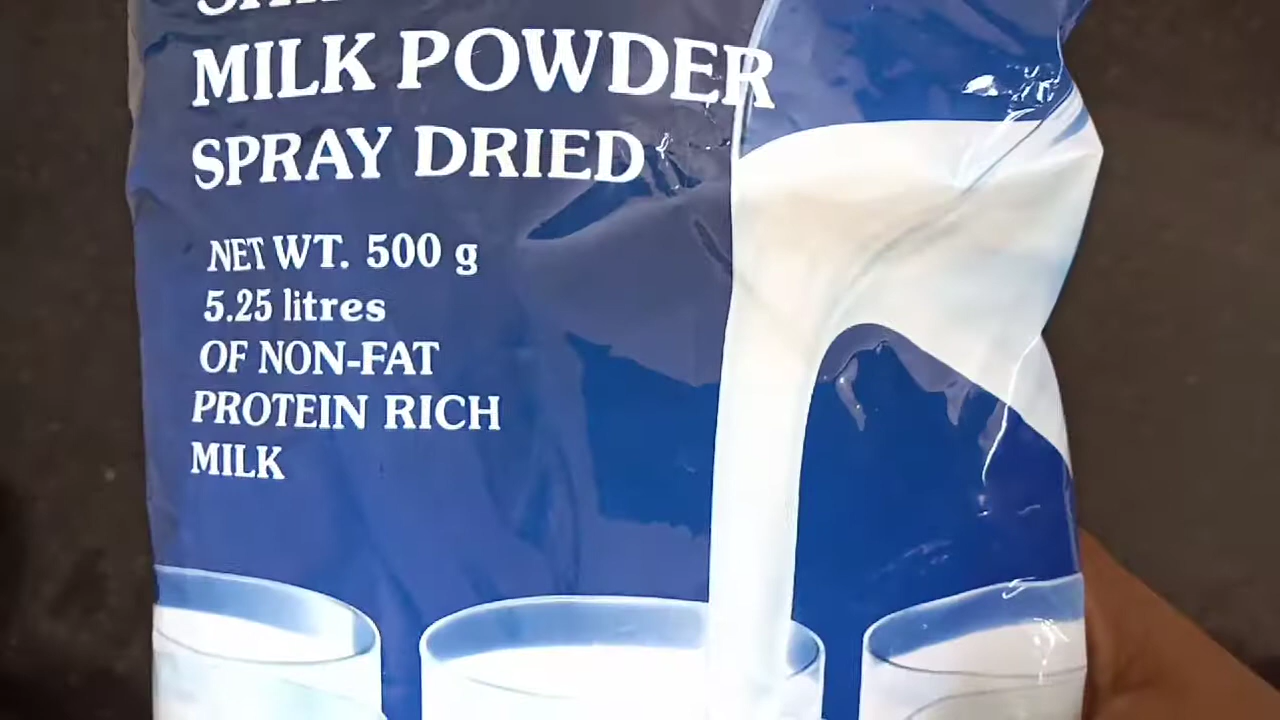 MILK POWDER
SPRAY DRIED
NET WT. 500 g
5.25 litres
OF NON-FAT
PROTEIN RICH
MILK